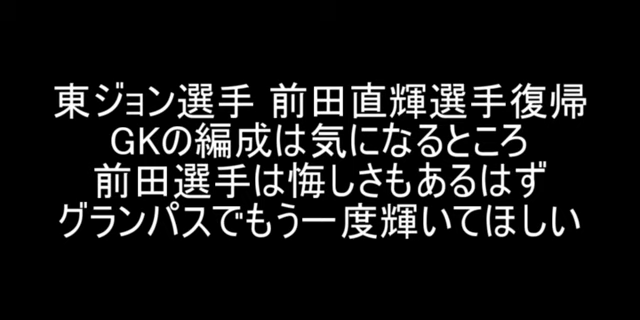 東ジョン選手 前田直輝選手復帰
GKの編成は気になるところ
前田選手は悔しさもあるはず
グランパスでもう一度輝いてほしい